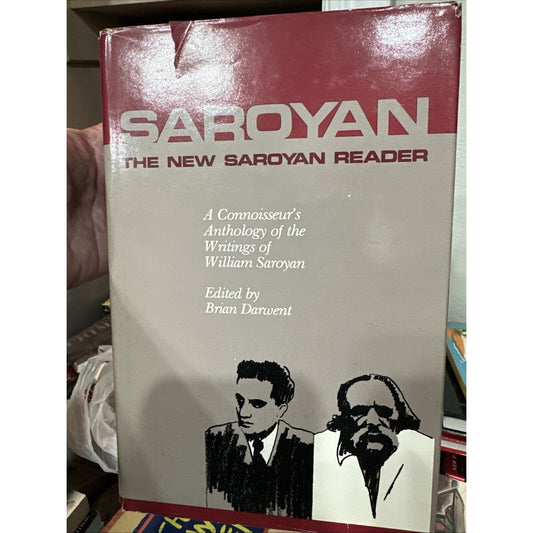 SAROYAN
THE NEW SAROYAN READER
A Connoisseur's
Anthology of the
Writings of
William Saroyan
Edited by
Brian Darwent